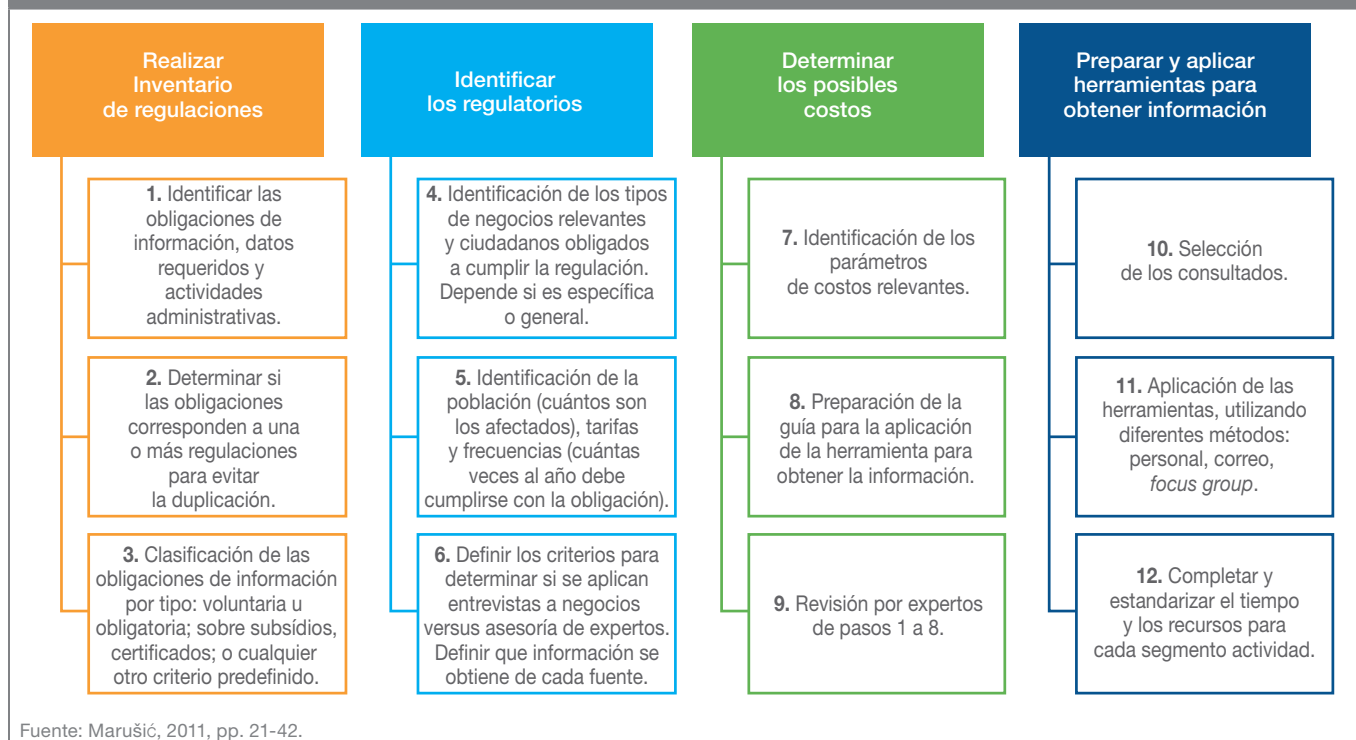 Realizar
Inventario
de regulaciones
1. Identificar las
obligaciones de
información, datos
requeridos y
actividades
administrativas.
2. Determinar si
las obligaciones
corresponden a una
o más regulaciones
para evitar
la duplicación.
3. Clasificación de las
obligaciones de información
por tipo: voluntaria u
obligatoria; sobre subsídios,
certificados; o cualquier
otro criterio predefinido.
Identificar
los regulatorios
4. Identificación de los tipos
de negocios relevantes
y ciudadanos obligados
a cumplir la regulación.
Depende si es específica
o general.
5. Identificación de la
población (cuántos son
los afectados), tarifas
y frecuencias (cuántas
veces al año debe
cumplirse con la obligación).
6. Definir los criterios para
determinar si se aplican
entrevistas a negocios
versus asesoría de expertos.
Definir que información se
obtiene de cada fuente.
Determinar
los posibles
costos
7. Identificación de los
parámetros
de costos relevantes.
8. Preparación de la
guía para la aplicación
de la herramienta para
obtener la información.
9. Revisión por expertos
de pasos 1 a 8.
Preparar y aplicar
herramientas para
obtener información
10. Selección
de los consultados.
11. Aplicación de las
herramientas, utilizando
diferentes métodos:
personal, correo,
focus group.
12. Completar y
estandarizar el tiempo
y los recursos para
cada segmento actividad.
Fuente: Marušić, 2011, pp. 21-42.